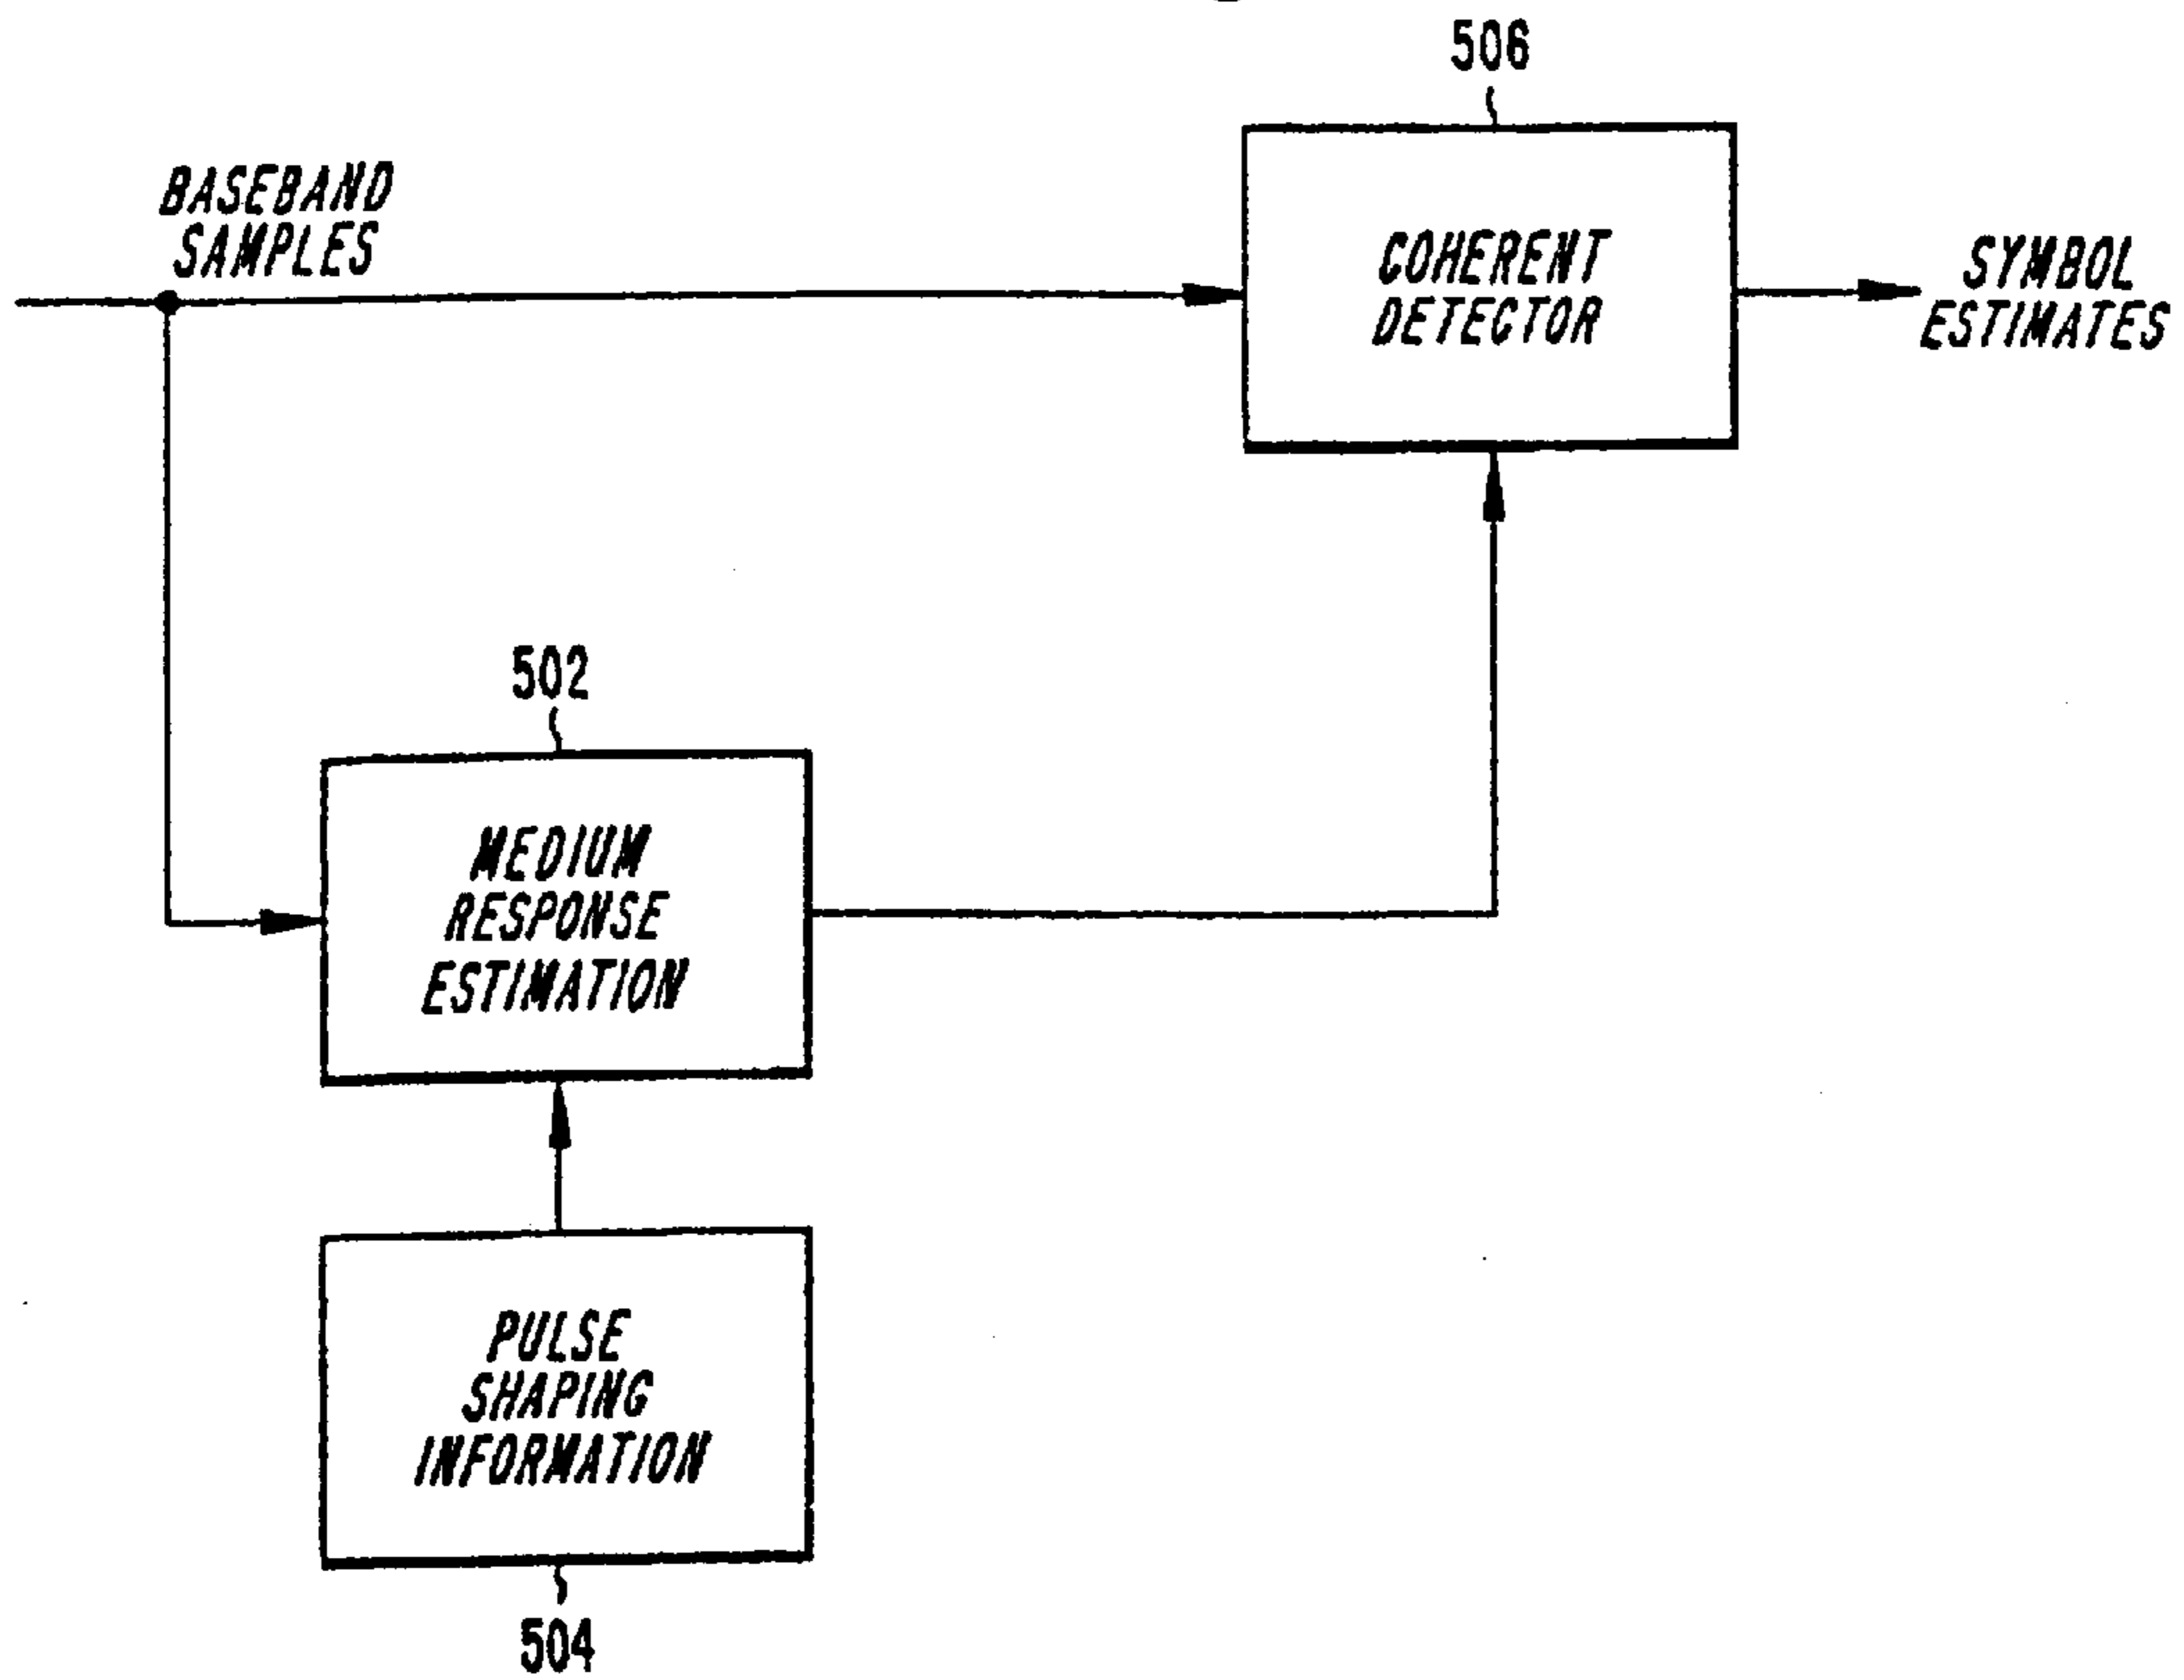 506
BASEBAND
SAMPLES
COHERENT
DETECTOR
SYMBOL
ESTIMATES
502
MEDIUM
RESPONSE
ESTIMATION
PULSE
SHAPING
INFORMATION
504